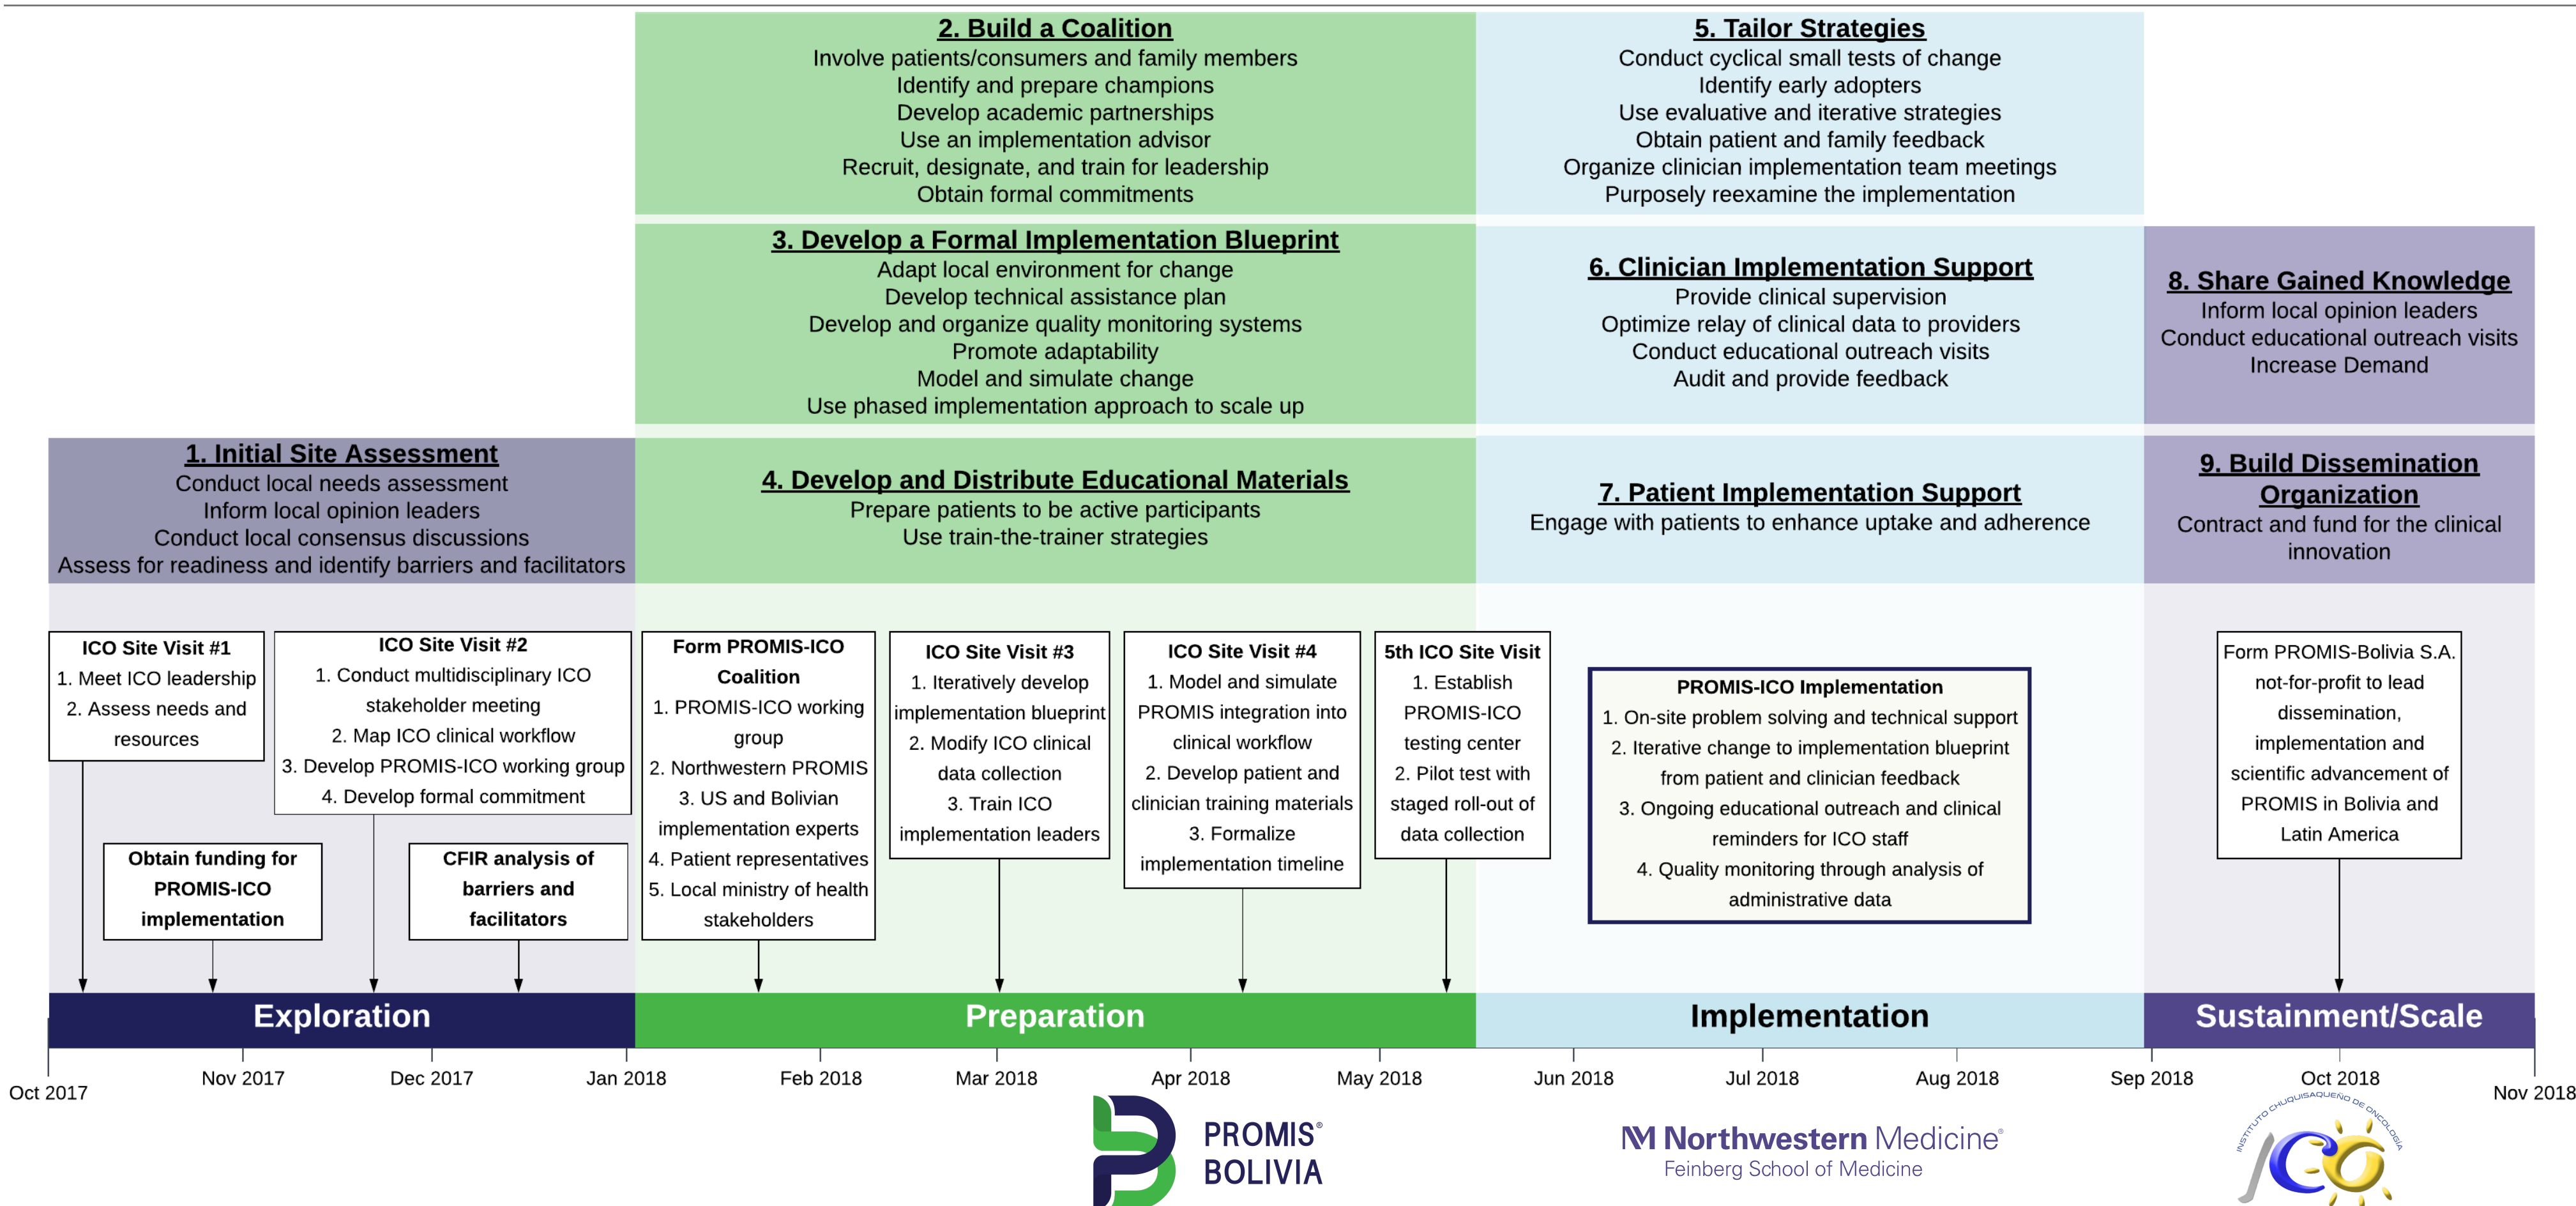 2. Build a Coalition
Involve patients/consumers and family members
Identify and prepare champions
Develop academic partnerships
Use an implementation advisor
Recruit, designate, and train for leadership
Obtain formal commitments
5. Tailor Strategies
Conduct cyclical small tests of change
Identify early adopters
Use evaluative and iterative strategies
Obtain patient and family feedback
Organize clinician implementation team meetings
Purposely reexamine the implementation
3. Develop a Formal Implementation Blueprint
Adapt local environment for change
Develop technical assistance plan
Develop and organize quality monitoring systems
Promote adaptability
Model and simulate change
Use phased implementation approach to scale up
6. Clinician Implementation Support
Provide clinical supervision
Optimize relay of clinical data to providers
Conduct educational outreach visits
Audit and provide feedback
8. Share Gained Knowledge
Inform local opinion leaders
Conduct educational outreach visits
Increase Demand
1. Initial Site Assessment
Conduct local needs assessment
Inform local opinion leaders
Conduct local consensus discussions
Assess for readiness and identify barriers and facilitators
4. Develop and Distribute Educational Materials
Prepare patients to be active participants
Use train-the-trainer strategies
7. Patient Implementation Support
Engage with patients to enhance uptake and adherence
9. Build Dissemination
Organization
Contract and fund for the clinical
innovation
ICO Site Visit #1
1. Meet ICO leadership
2. Assess needs and
resources
ICO Site Visit #2
1. Conduct multidisciplinary ICO
stakeholder meeting
2. Map ICO clinical workflow
3. Develop PROMIS-ICO working group
4. Develop formal commitment
Obtain funding for
PROMIS-ICO
implementation
CFIR analysis of
barriers and
facilitators
Form PROMIS-ICO
Coalition
1. PROMIS-ICO working
group
2. Northwestern PROMIS
3. US and Bolivian
implementation experts
4. Patient representatives
5. Local ministry of health
stakeholders
ICO Site Visit #3
1. Iteratively develop
implementation blueprint
2. Modify ICO clinical
data collection
3. Train ICO
implementation leaders
ICO Site Visit #4
1. Model and simulate
PROMIS integration into
clinical workflow
2. Develop patient and
clinician training materials
3. Formalize
implementation timeline
5th ICO Site Visit
1. Establish
PROMIS-ICO
testing center
2. Pilot test with
staged roll-out of
data collection
PROMIS-ICO Implementation
1. On-site problem solving and technical support
2. Iterative change to implementation blueprint
from patient and clinician feedback
3. Ongoing educational outreach and clinical
reminders for ICO staff
4. Quality monitoring through analysis of
administrative data
Form PROMIS-Bolivia S.A.
not-for-profit to lead
dissemination,
implementation and
scientific advancement of
PROMIS in Bolivia and
Latin America
Exploration
Preparation
Implementation
Sustainment/Scale
Oct 2017
Nov 2017
Dec 2017
Jan 2018
Feb 2018
Mar 2018
Apr 2018
May 2018
Jun 2018
Jul 2018
Aug 2018
Sep 2018
Oct 2018
Nov 2018
PROMIS®
BOLIVIA
NM Northwestern Medicine®
Feinberg School of Medicine
INSTITUTO CHUQUISAQUEÑO DE ONCOLOGÍA
ICO